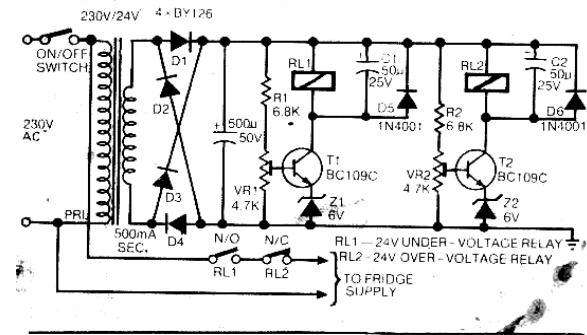 230V/24V
4 - BY126
ON/OFF
SWITCH
D1
D2
D3
D4
230V
AC
PRI.
500mA
SEC.
500µ
50V
R1
6.8K
VR1
4.7K
RL1
C1
50µ
25V
D5
1N4001
T1
BC109C
Z1
6V
R2
6.8K
VR2
4.7K
RL2
C2
50µ
25V
D6
1N4001
T2
BC109C
Z2
6V
N/O
N/C
RL1
RL2
RL1 — 24V UNDER - VOLTAGE RELAY
RL2 - 24V OVER - VOLTAGE RELAY
TO FRIDGE
SUPPLY